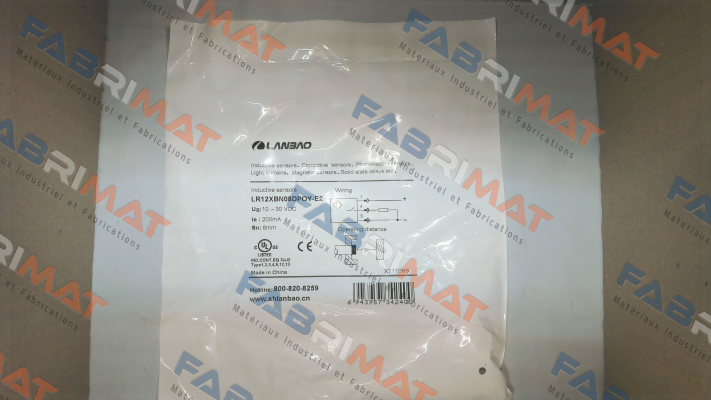 LANBAO
Inductive sensors, Capacitive sensors, Photoelectric
Light curtains, Magnetic sensors, Solid state relays etc.
Inductive sensors
Wiring
LR12XBN08DPOY-E2
UB: 10 – 30 VDC
Ie : 200mA
Sn: 8mm
Operating distance
UL
LISTED
IND.CONT.EQ
CE
Made in China
Hotline: 800-820-8259
www.shlanbao.cn
FABRIMAT
Matériaux Industriel et Fabrications